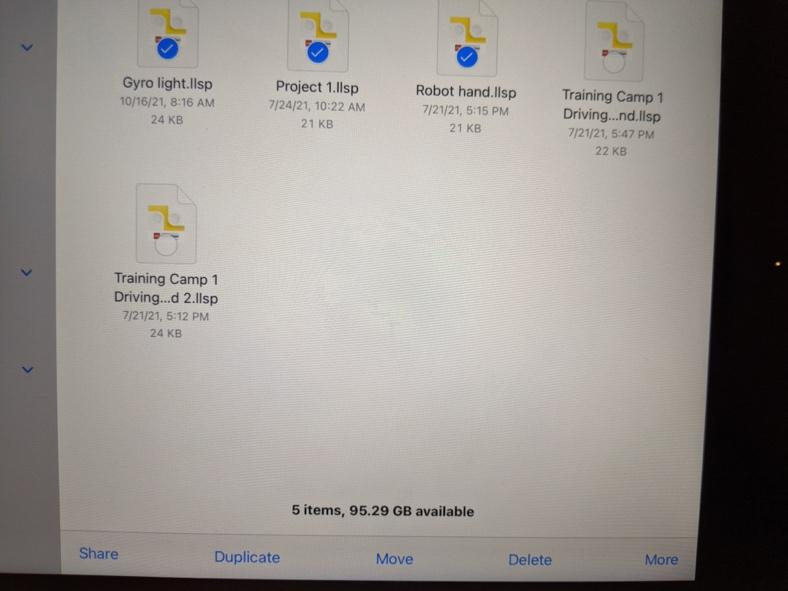 Gyro light.llsp
10/16/21, 8:16 AM
24 KB
Project 1.llsp
7/24/21, 10:22 AM
21 KB
Robot hand.llsp
7/21/21, 5:15 PM
21 KB
Training Camp 1
Driving...nd.llsp
7/21/21, 5:47 PM
22 KB
Training Camp 1
Driving...d 2.llsp
7/21/21, 5:12 PM
24 KB
5 items, 95.29 GB available
Share Duplicate Move Delete More